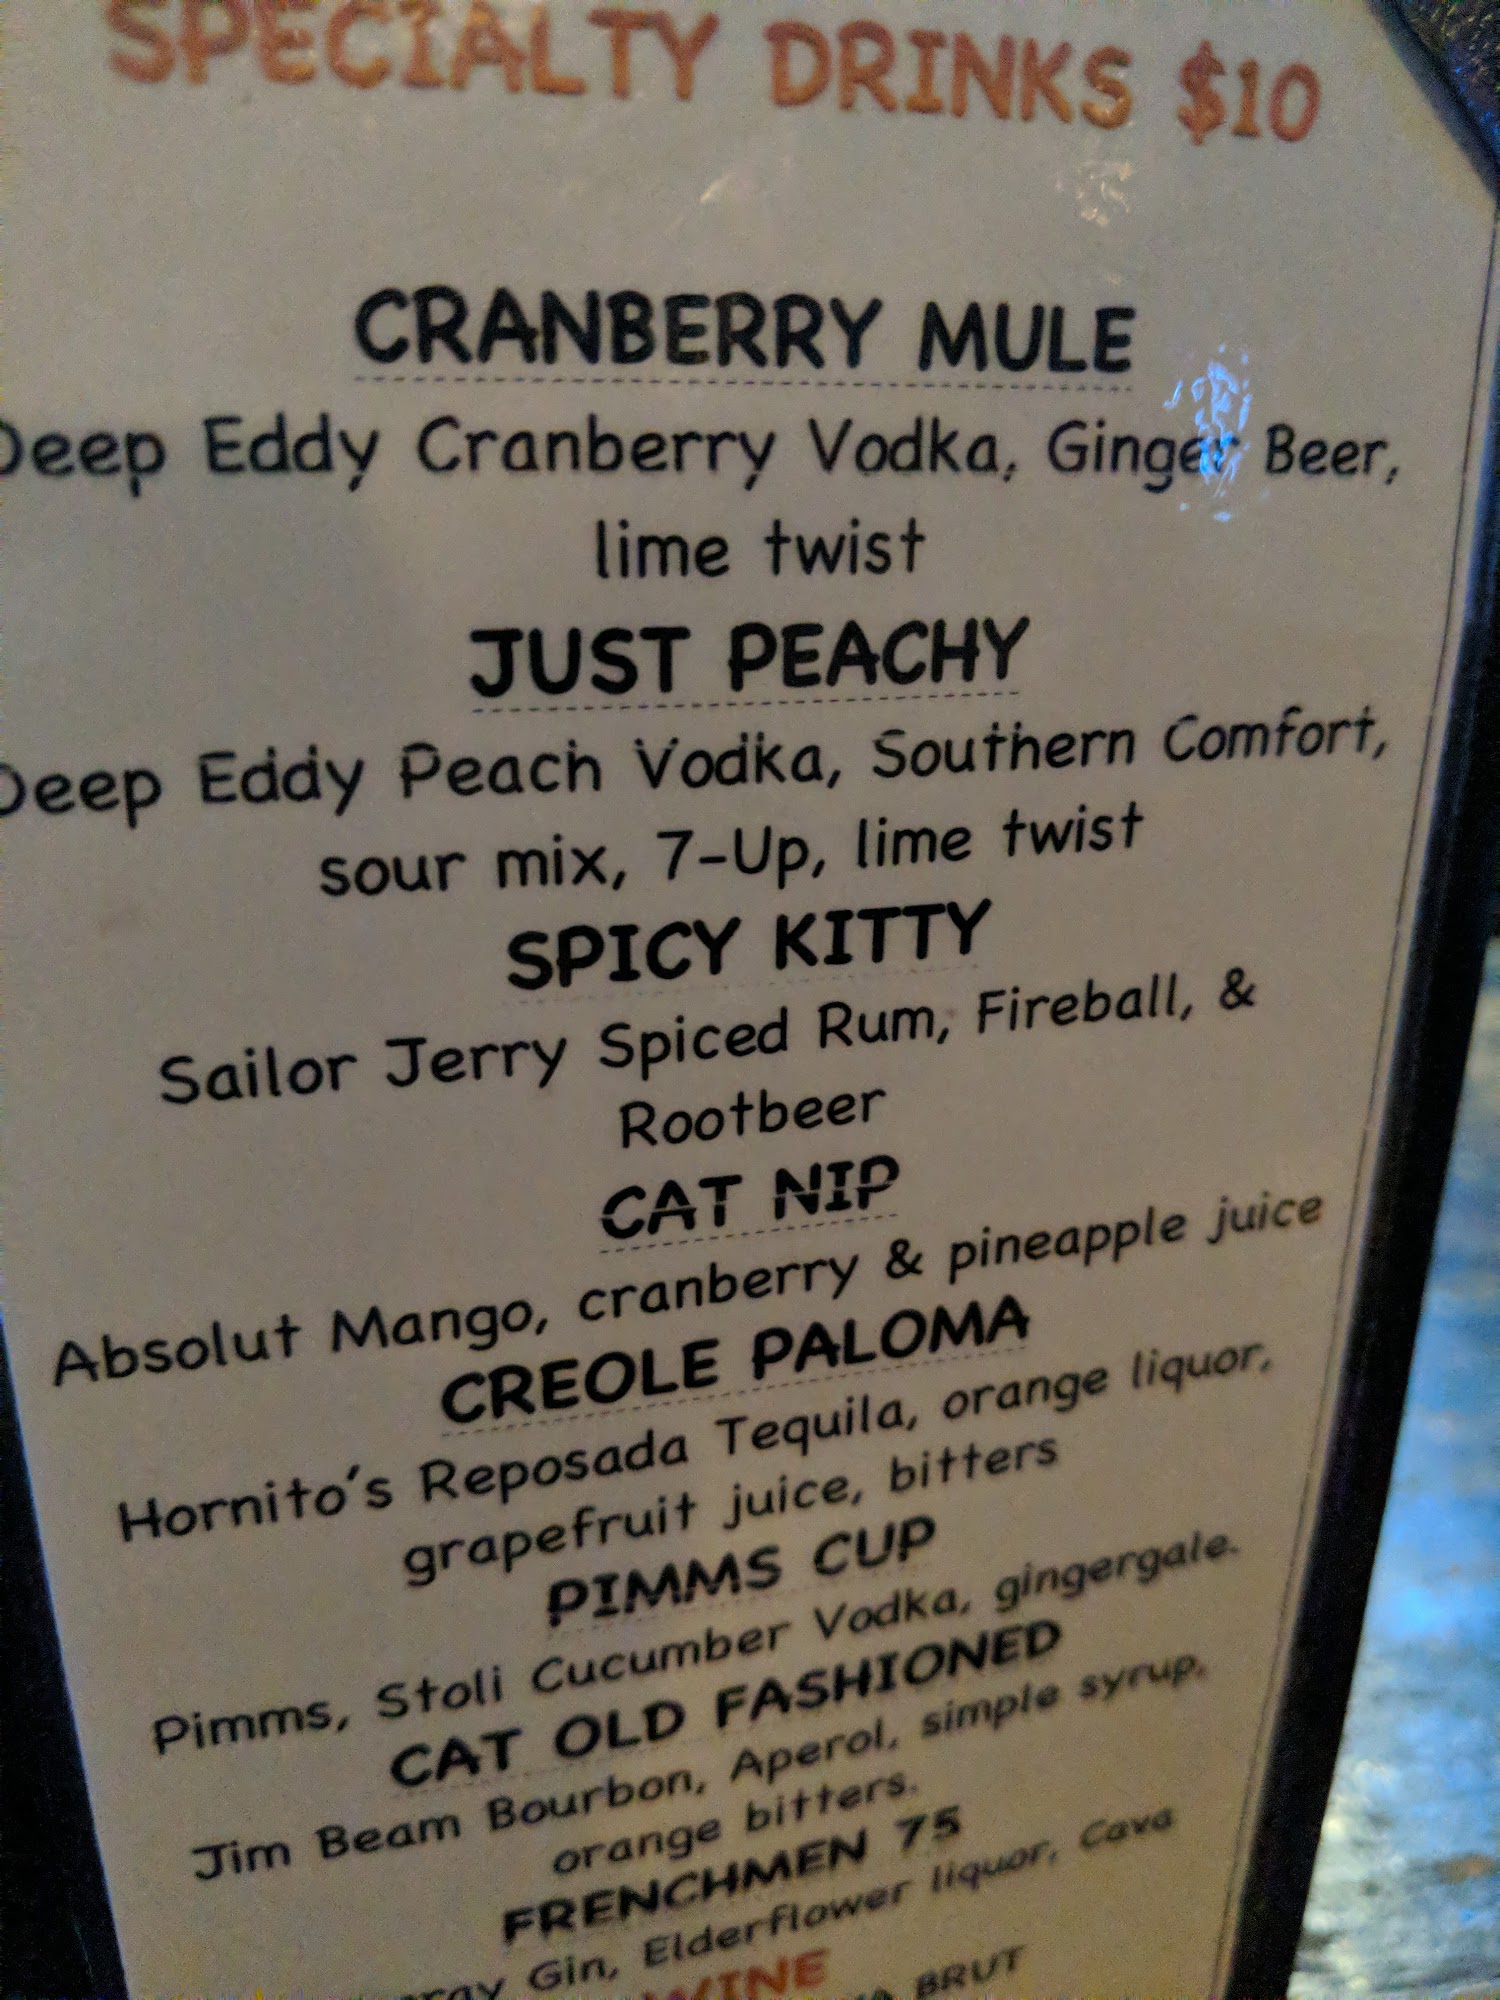 SPECIALTY DRINKS $10
CRANBERRY MULE
Deep Eddy Cranberry Vodka, Ginger Beer,
lime twist
JUST PEACHY
Deep Eddy Peach Vodka, Southern Comfort,
sour mix, 7-Up, lime twist
SPICY KITTY
Sailor Jerry Spiced Rum, Fireball, &
Rootbeer
CAT NIP
Absolut Mango, cranberry & pineapple juice
CREOLE PALOMA
Hornito's Reposada Tequila, orange liquor,
grapefruit juice, bitters
PIMMS CUP
Pimms, Stoli Cucumber Vodka, gingergale.
CAT OLD FASHIONED
Jim Beam Bourbon, Aperol, simple syrup,
orange bitters.
FRENCHMEN 75
Gin, Elderflower liquor, Cava
WINE
BRUT